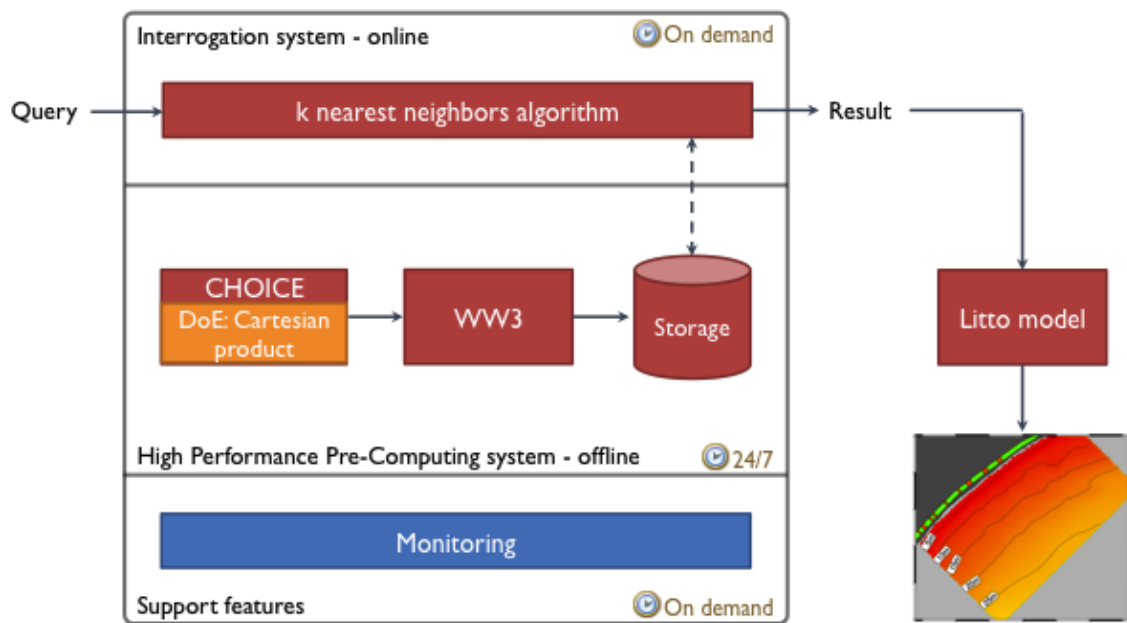 Interrogation system - online
On demand
Query
k nearest neighbors algorithm
Result
CHOICE
DoE: Cartesian
product
WW3
Storage
Litto model
High Performance Pre-Computing system - offline
24/7
Monitoring
Support features
On demand